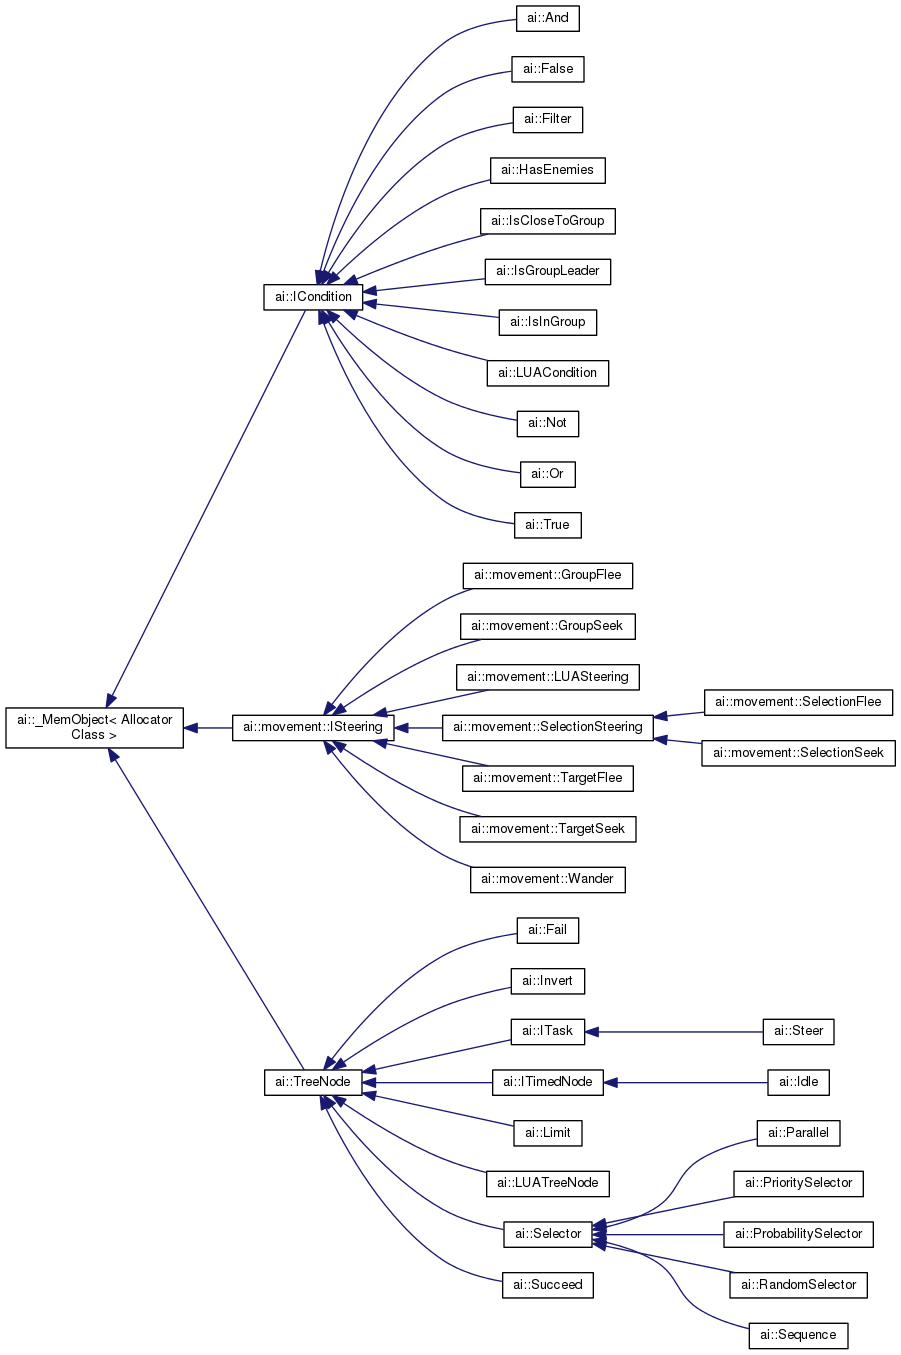 ai::And
ai::False
ai::Filter
ai::HasEnemies
ai::IsCloseToGroup
ai::IsGroupLeader
ai::ICondition
ai::IsInGroup
ai::LUACondition
ai::Not
ai::Or
ai::True
ai::movement::GroupFlee
ai::movement::GroupSeek
ai::movement::LUASteering
ai::movement::SelectionFlee
ai::_MemObject< Allocator
Class >
ai::movement::ISteering
ai::movement::SelectionSteering
ai::movement::SelectionSeek
ai::movement::TargetFlee
ai::movement::TargetSeek
ai::movement::Wander
ai::Fail
ai::Invert
ai::ITask
ai::Steer
ai::TreeNode
ai::ITimedNode
ai::Idle
ai::Limit
ai::Parallel
ai::LUATreeNode
ai::PrioritySelector
ai::Selector
ai::ProbabilitySelector
ai::Succeed
ai::RandomSelector
ai::Sequence